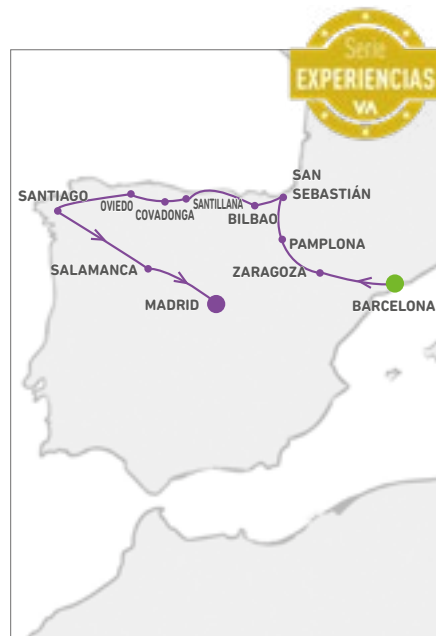 Serie
EXPERIENCIAS
VA
SAN
SEBASTIÁN
SANTIAGO
OVIEDO
COVADONGA
SANTILLANA
BILBAO
PAMPLONA
SALAMANCA
ZARAGOZA
MADRID
BARCELONA